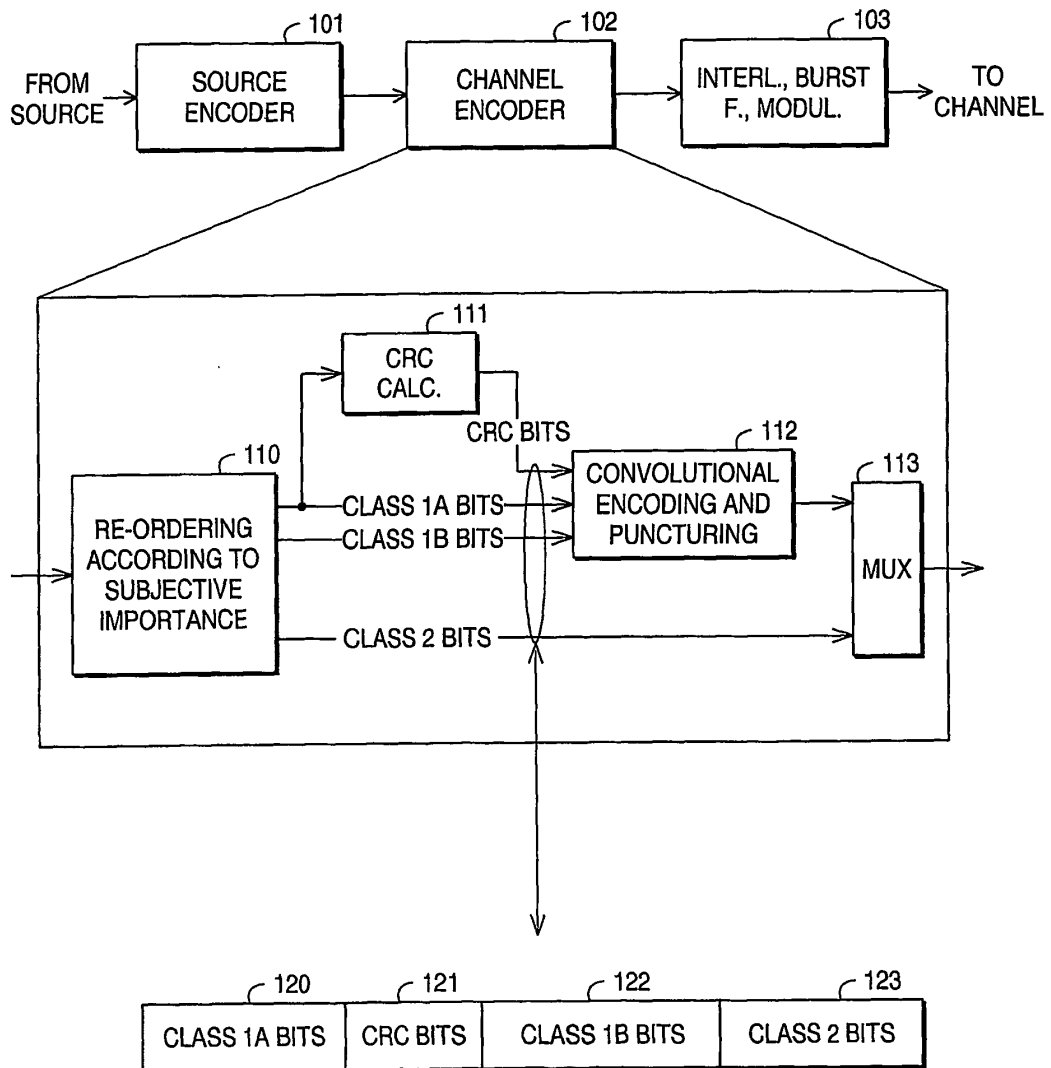 101
102
103
FROM
SOURCE
SOURCE
ENCODER
CHANNEL
ENCODER
INTERL., BURST
F., MODUL.
TO
CHANNEL
111
CRC
CALC.
CRC BITS
110
RE-ORDERING
ACCORDING TO
SUBJECTIVE
IMPORTANCE
CLASS 1A BITS
CLASS 1B BITS
CLASS 2 BITS
112
CONVOLUTIONAL
ENCODING AND
PUNCTURING
113
MUX
120
121
122
123
CLASS 1A BITS
CRC BITS
CLASS 1B BITS
CLASS 2 BITS